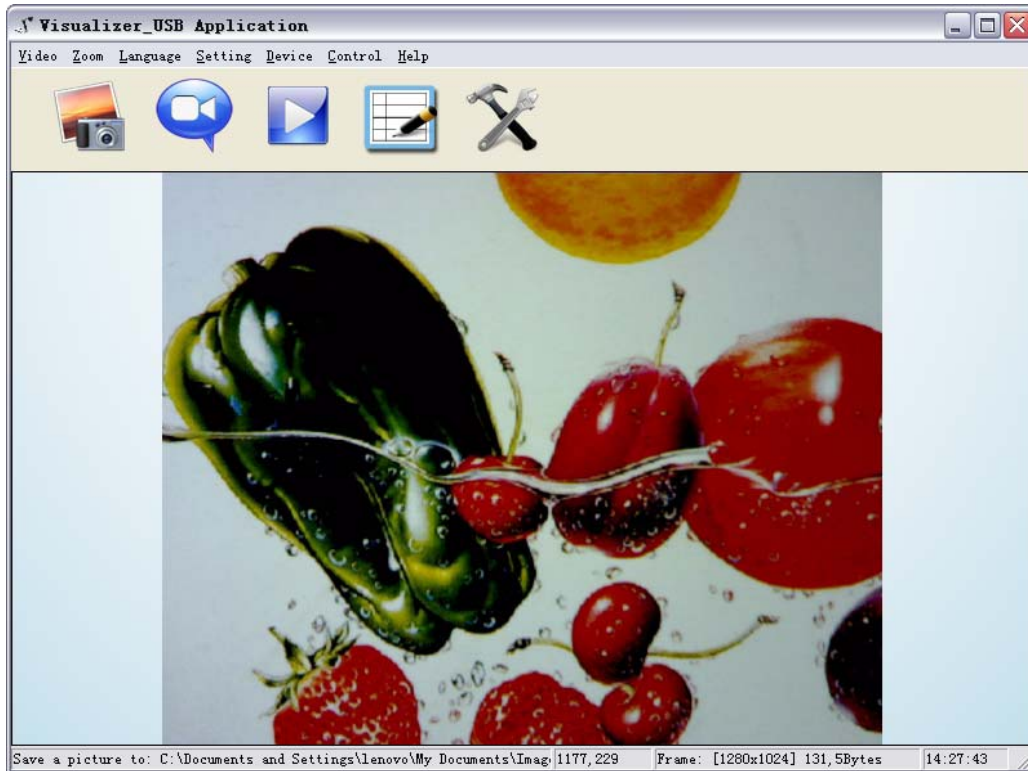 Visualizer_USB Application
Video Zoom Language Setting Device Control Help
Save a picture to: C:\Documents and Settings\lenovo\My Documents\Imag 1177,229 Frame: [1280x1024] 131,5Bytes 14:27:43